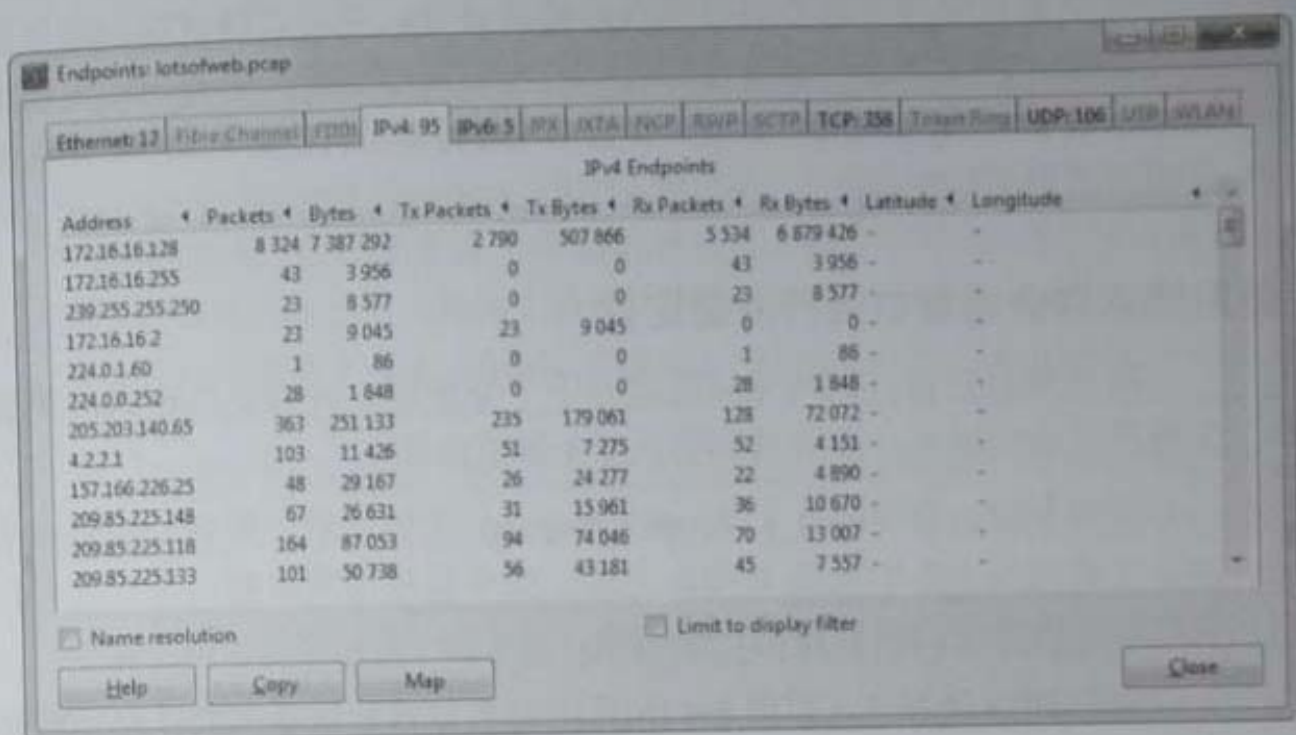 Endpoints: lotsofweb.pcap
Ethernet: 12 Fibre Channel FDDI IPv4: 95 IPv6: 5 IPX JXTA NCP RSVP SCTP TCP: 356 Token Ring UDP: 106 USB WLAN
IPv4 Endpoints
Address Packets Bytes Tx Packets Tx Bytes Rx Packets Rx Bytes Latitude Longitude
172.16.16.128 8 324 7 387 292 2 790 507 866 5 534 6 879 426 - -
172.16.16.255 43 3 956 0 0 43 3 956 - -
239.255.255.250 23 8 577 0 0 23 8 577 - -
172.16.16.2 23 9 045 23 9 045 0 0 - -
224.0.1.60 1 86 0 0 1 86 - -
224.0.0.252 28 1 848 0 0 28 1 848 - -
205.203.140.65 363 251 133 235 179 061 128 72 072 - -
4.2.2.1 103 11 426 51 7 275 52 4 151 - -
157.166.226.25 48 29 167 26 24 277 22 4 890 - -
209.85.225.148 67 26 631 31 15 961 36 10 670 - -
209.85.225.118 164 87 053 94 74 046 70 13 007 - -
209.85.225.133 101 50 738 56 43 181 45 7 557 - -
Name resolution Limit to display filter
Help Copy Map Close